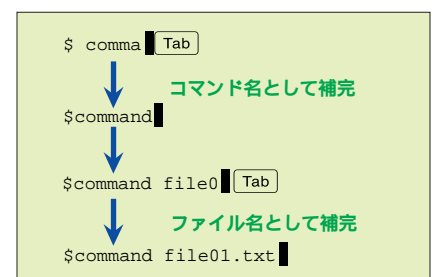 $ comma Tab
コマンド名として補完
$command
$command file0 Tab
ファイル名として補完
$command file01.txt